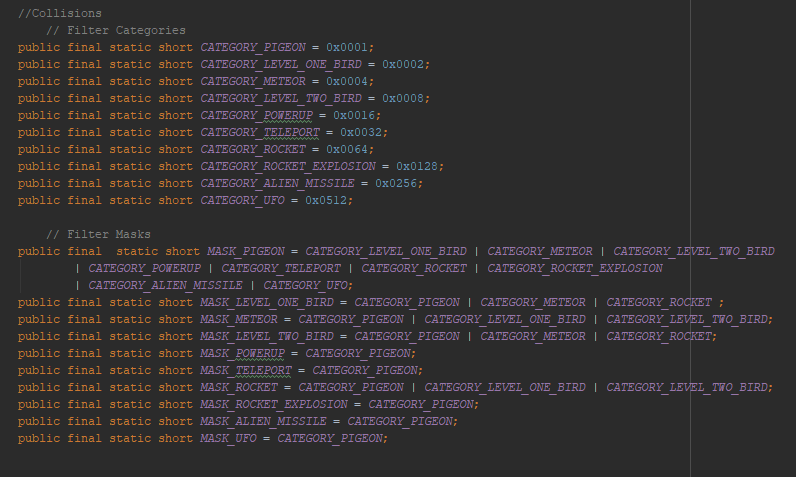 //Collisions
// Filter Categories
public final static short CATEGORY_PIGEON = 0x0001;
public final static short CATEGORY_LEVEL_ONE_BIRD = 0x0002;
public final static short CATEGORY_METEOR = 0x0004;
public final static short CATEGORY_LEVEL_TWO_BIRD = 0x0008;
public final static short CATEGORY_POWERUP = 0x0016;
public final static short CATEGORY_TELEPORT = 0x0032;
public final static short CATEGORY_ROCKET = 0x0064;
public final static short CATEGORY_ROCKET_EXPLOSION = 0x0128;
public final static short CATEGORY_ALIEN_MISSILE = 0x0256;
public final static short CATEGORY_UFO = 0x0512;
// Filter Masks
public final  static short MASK_PIGEON = CATEGORY_LEVEL_ONE_BIRD | CATEGORY_METEOR | CATEGORY_LEVEL_TWO_BIRD
| CATEGORY_POWERUP | CATEGORY_TELEPORT | CATEGORY_ROCKET | CATEGORY_ROCKET_EXPLOSION
| CATEGORY_ALIEN_MISSILE | CATEGORY_UFO;
public final static short MASK_LEVEL_ONE_BIRD = CATEGORY_PIGEON | CATEGORY_METEOR | CATEGORY_ROCKET ;
public final static short MASK_METEOR = CATEGORY_PIGEON | CATEGORY_LEVEL_ONE_BIRD | CATEGORY_LEVEL_TWO_BIRD;
public final static short MASK_LEVEL_TWO_BIRD = CATEGORY_PIGEON | CATEGORY_METEOR | CATEGORY_ROCKET;
public final static short MASK_POWERUP = CATEGORY_PIGEON;
public final static short MASK_TELEPORT = CATEGORY_PIGEON;
public final static short MASK_ROCKET = CATEGORY_PIGEON | CATEGORY_LEVEL_ONE_BIRD | CATEGORY_LEVEL_TWO_BIRD;
public final static short MASK_ROCKET_EXPLOSION = CATEGORY_PIGEON;
public final static short MASK_ALIEN_MISSILE = CATEGORY_PIGEON;
public final static short MASK_UFO = CATEGORY_PIGEON;